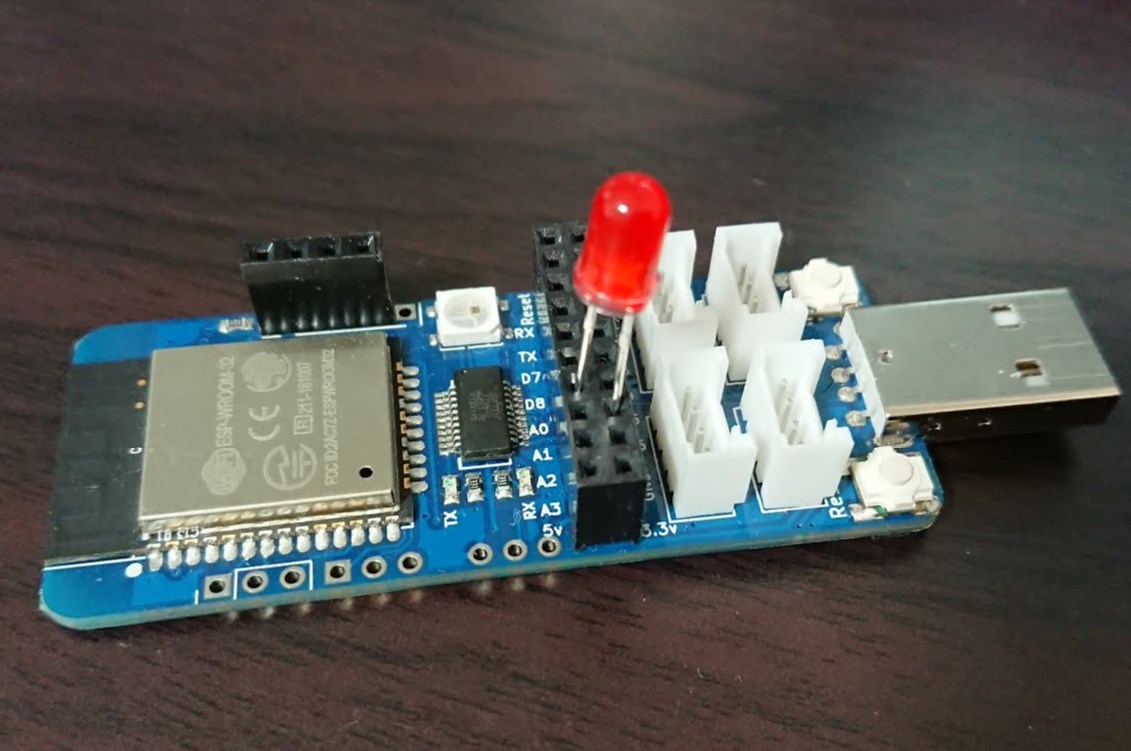 WiFi
ESP-WROOM-32
CE
R 211-161007
FCC ID:2AC7Z-ESPWROOM32
Reset
RX
TX
D7
D8
A0
A1
A2
A3
5v
3.3v
TX
RX